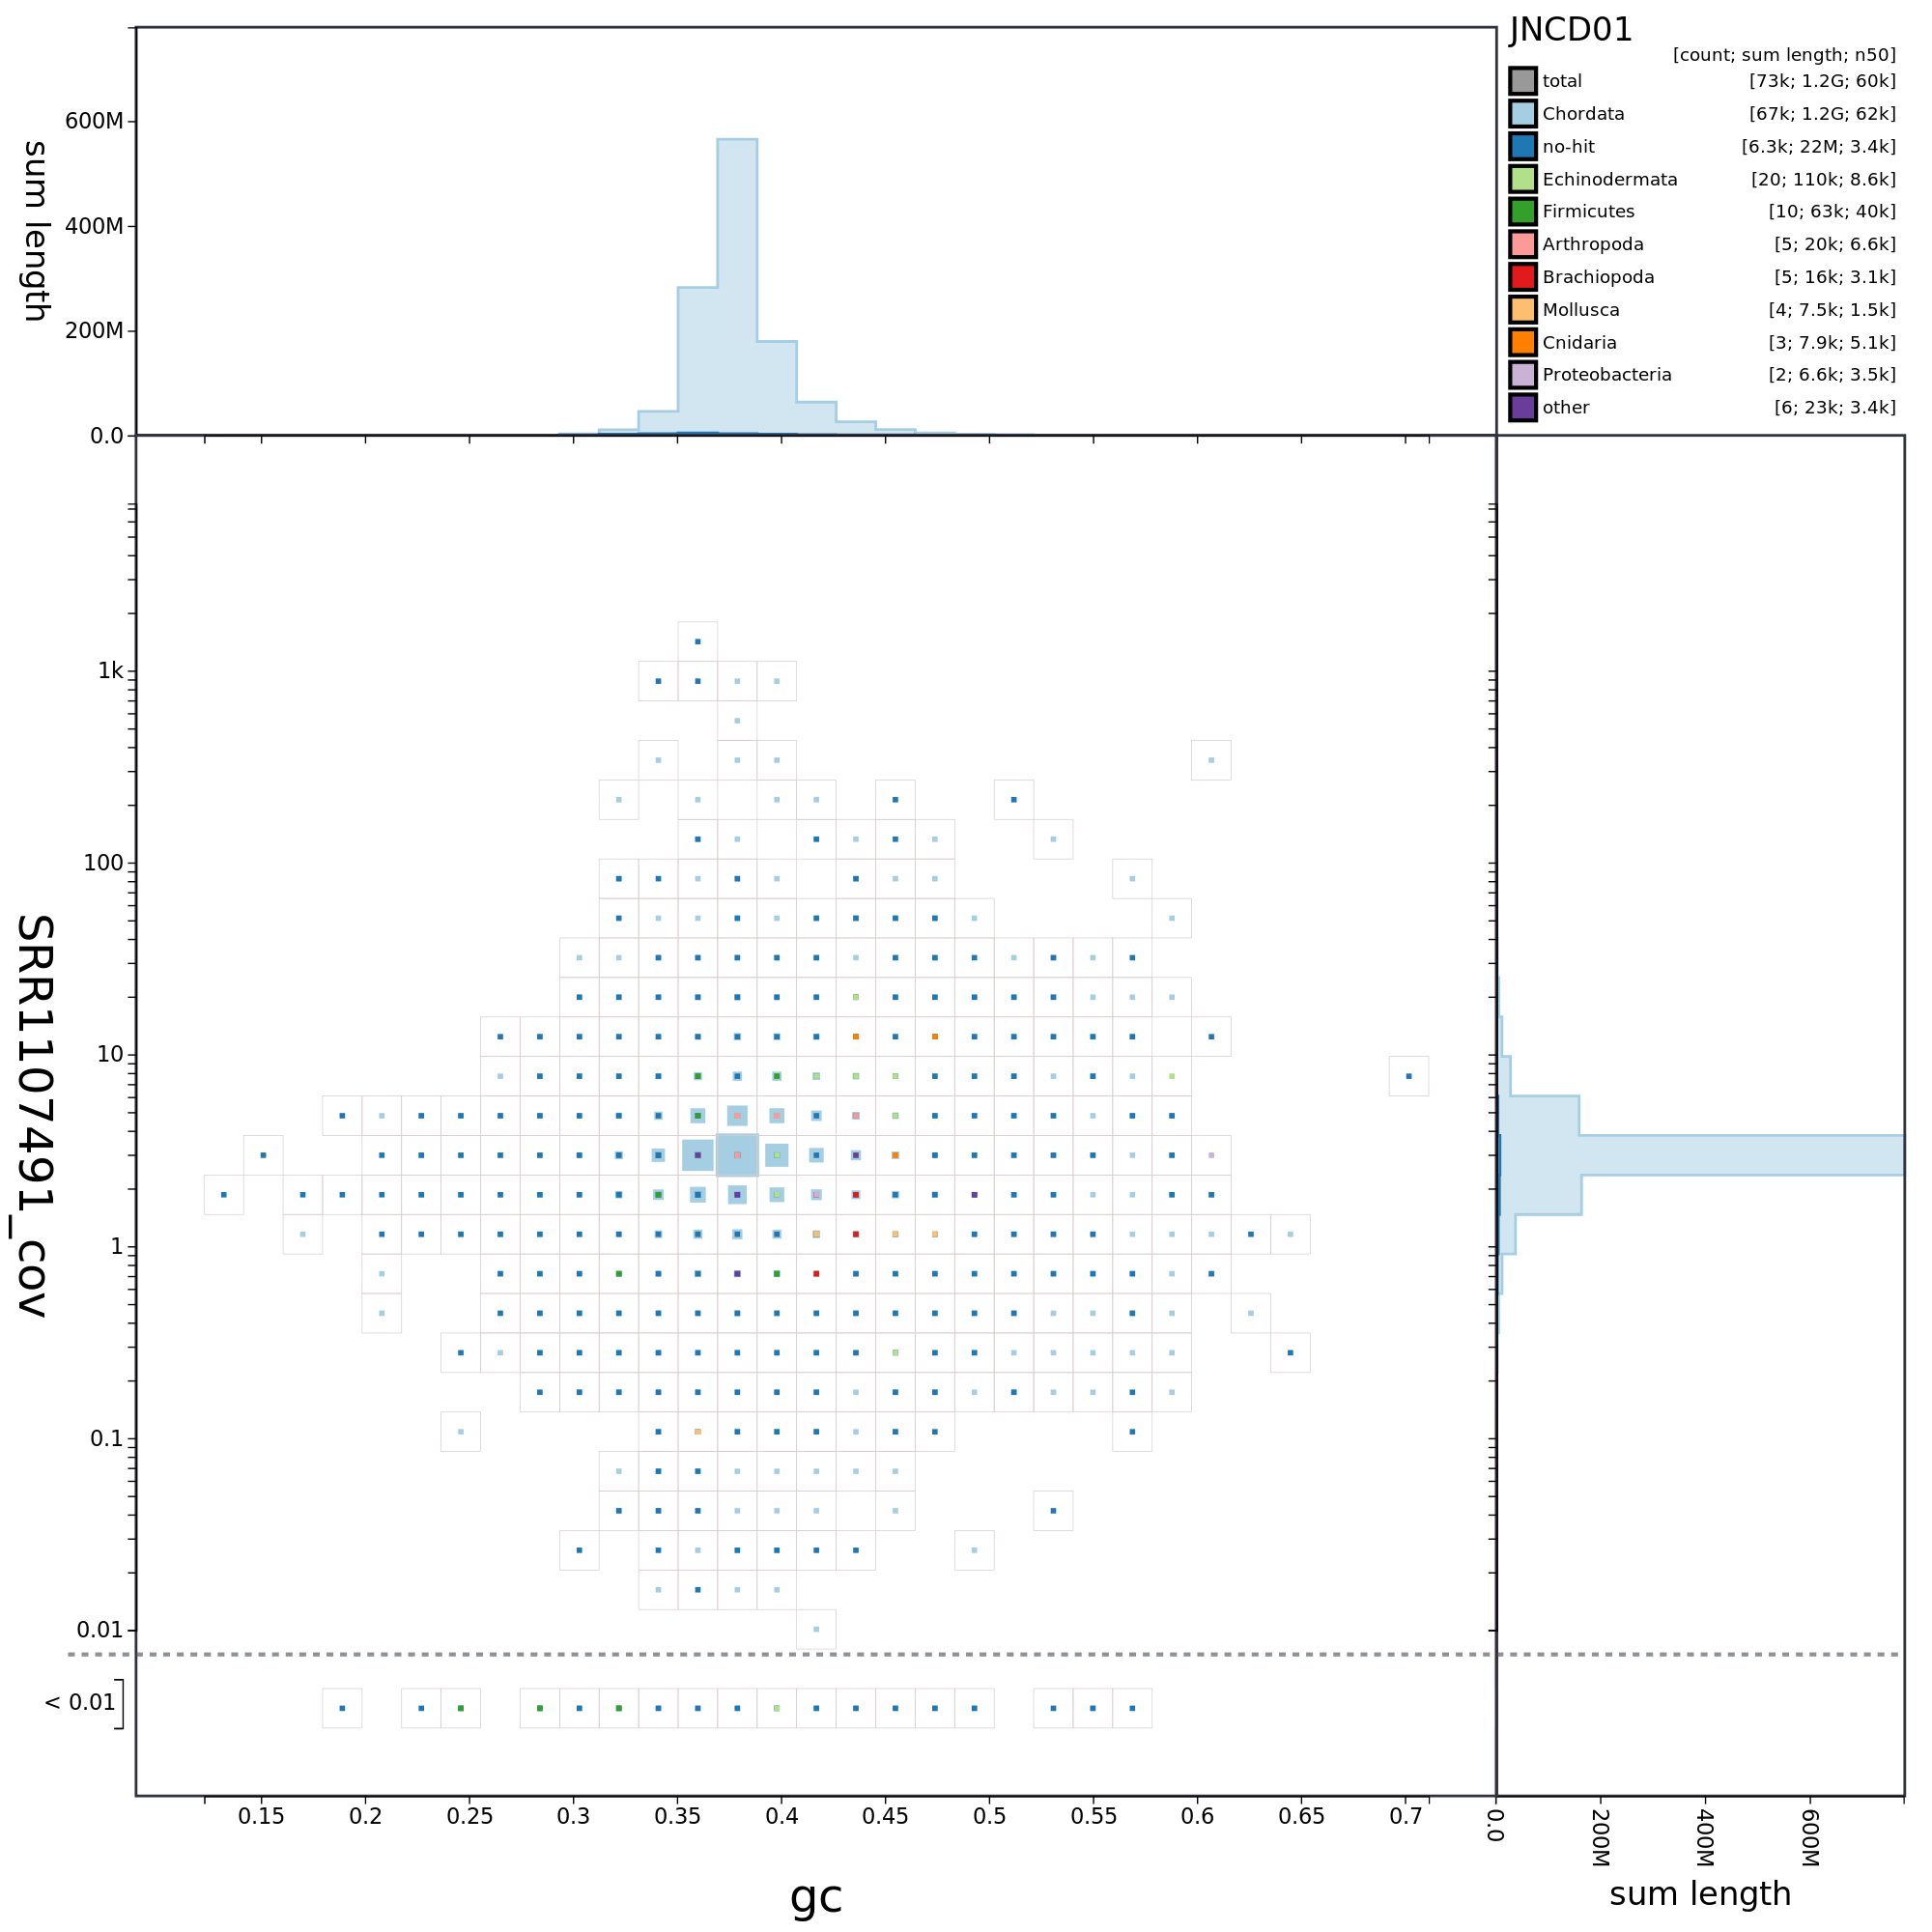 JNCD01
[count; sum length; n50]
total [73k; 1.2G; 60k]
Chordata [67k; 1.2G; 62k]
no-hit [6.3k; 22M; 3.4k]
Echinodermata [20; 110k; 8.6k]
Firmicutes [10; 63k; 40k]
Arthropoda [5; 20k; 6.6k]
Brachiopoda [5; 16k; 3.1k]
Mollusca [4; 7.5k; 1.5k]
Cnidaria [3; 7.9k; 5.1k]
Proteobacteria [2; 6.6k; 3.5k]
other [6; 23k; 3.4k]
sum length
600M
400M
200M
0.0
SRR1107491_cov
1k
100
10
1
0.1
0.01
< 0.01
0.15 0.2 0.25 0.3 0.35 0.4 0.45 0.5 0.55 0.6 0.65 0.7
gc
0.0 200M 400M 600M
sum length